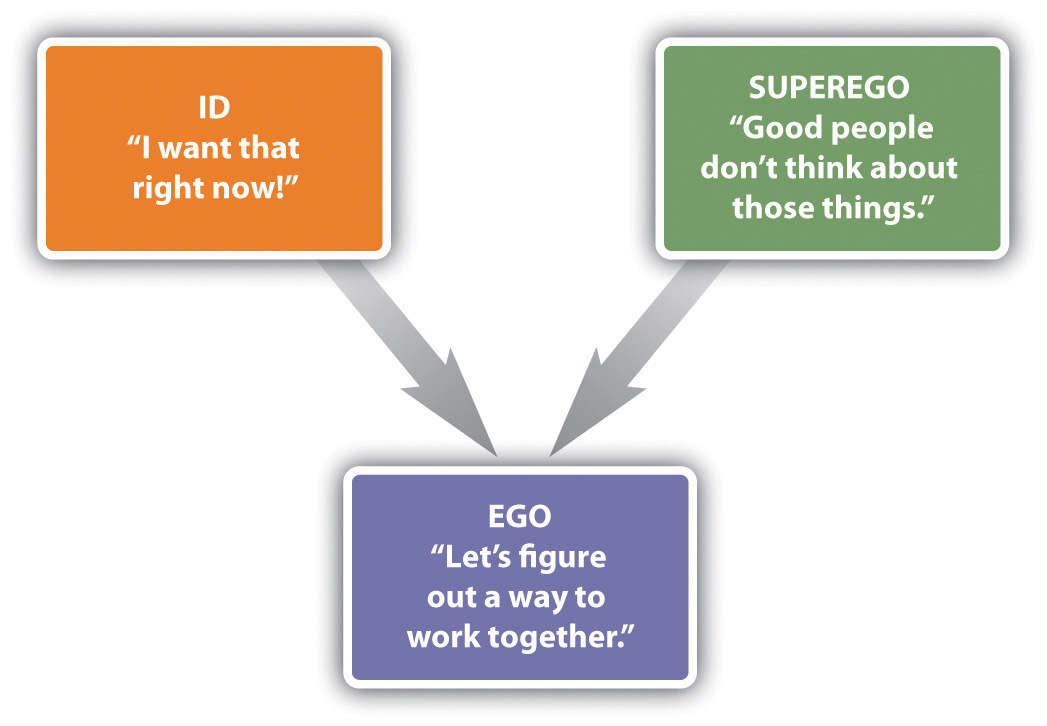 ID
“I want that
right now!”
SUPEREGO
“Good people
don’t think about
those things.”
EGO
“Let’s figure
out a way to
work together.”